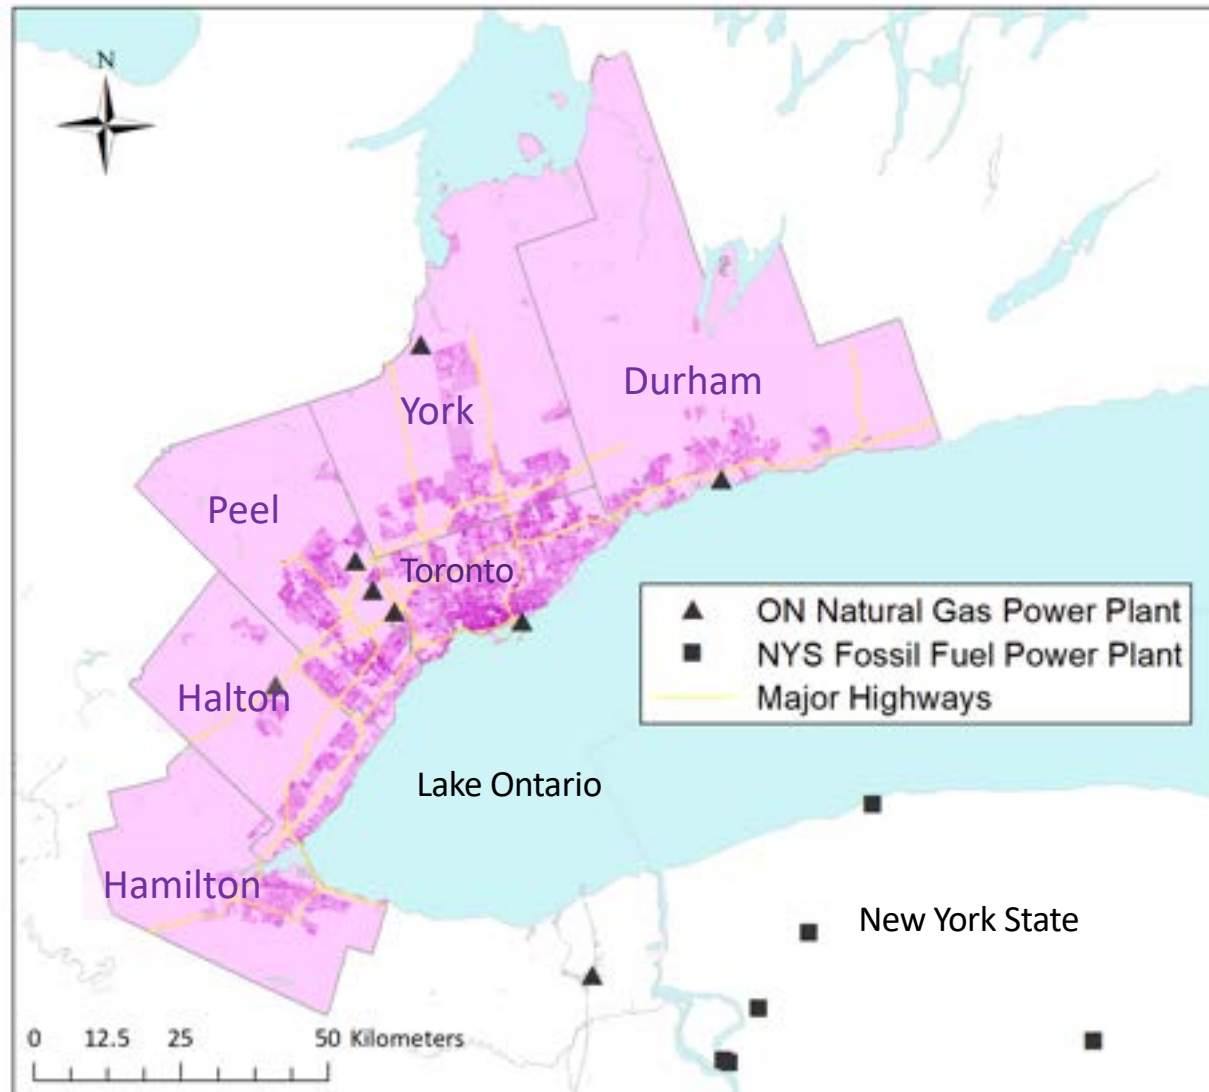 N
Durham
York
Peel
Toronto
ON Natural Gas Power Plant
NYS Fossil Fuel Power Plant
Major Highways
Halton
Lake Ontario
Hamilton
New York State
0 12.5 25 50 Kilometers